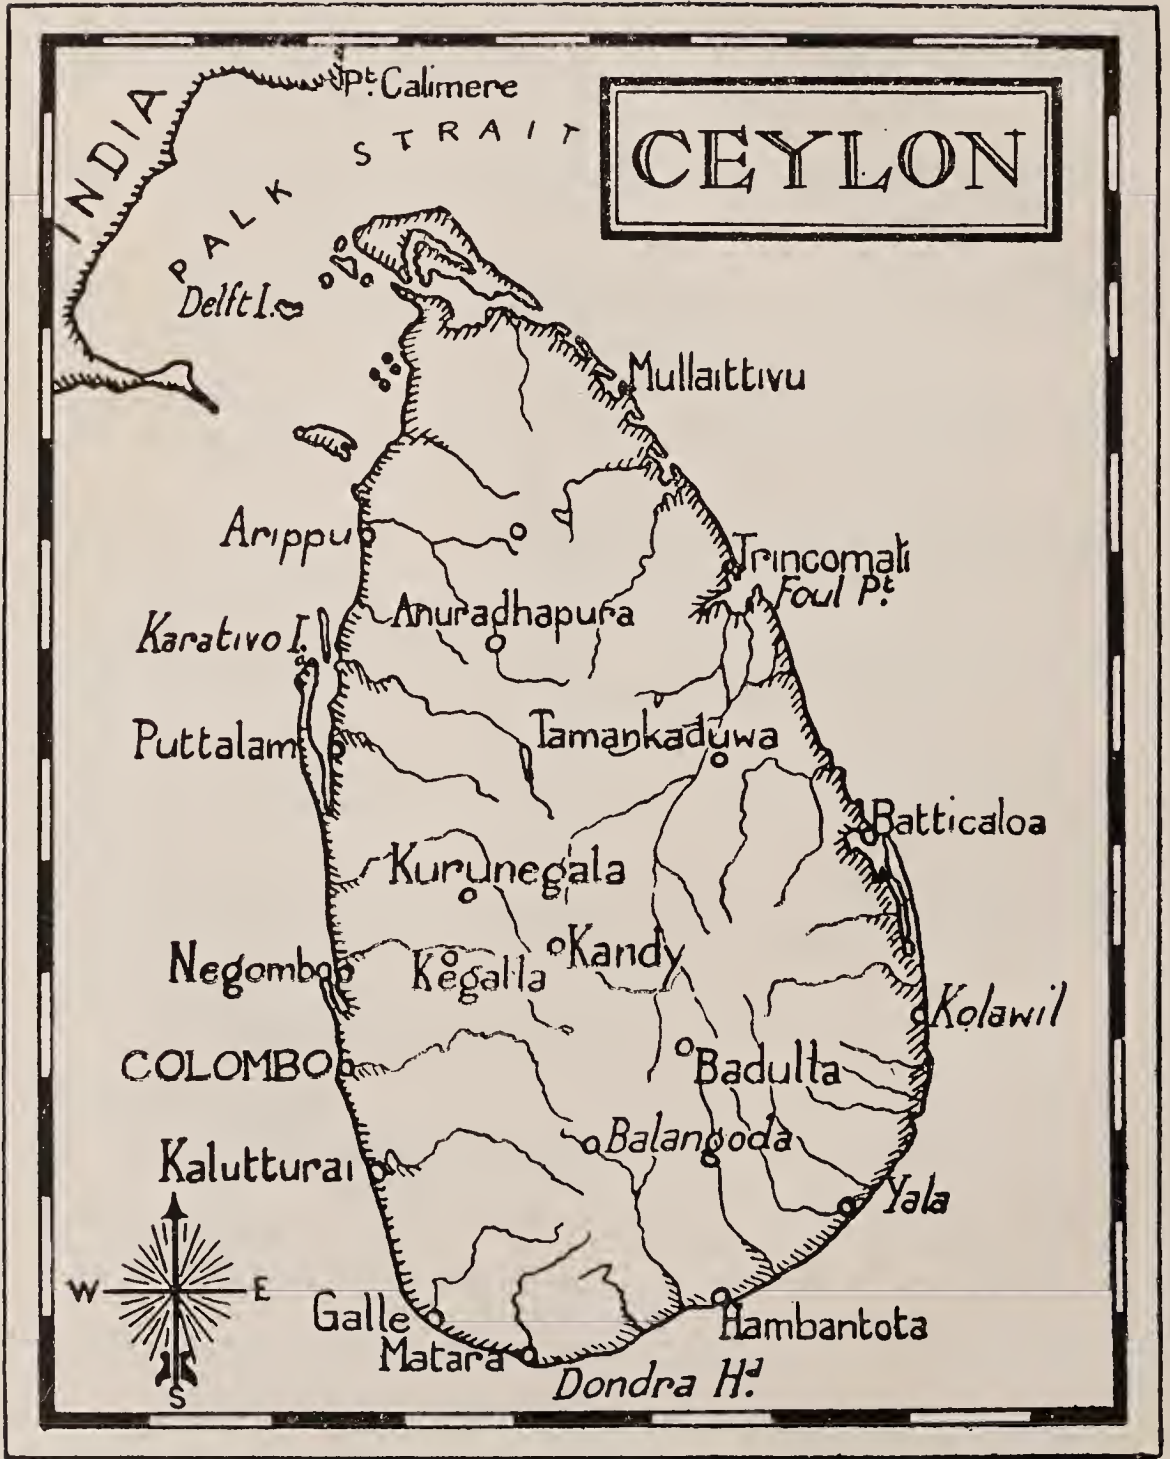 Pt. Calimere
CEYLON
INDIA
PALK STRAIT
Delft I.
Mullaittivu
Arippu
Trincomali
Foul Pt.
Anuradhapura
Karativo I.
Tamankaduwa
Puttalam
Batticaloa
Kurunegala
Kandy
Negombo
Kegalla
Kolawil
COLOMBO
Badulla
Balangoda
Kalutturai
Yala
W
E
Galle
Hambantota
Matara
Dondra Hd.
S